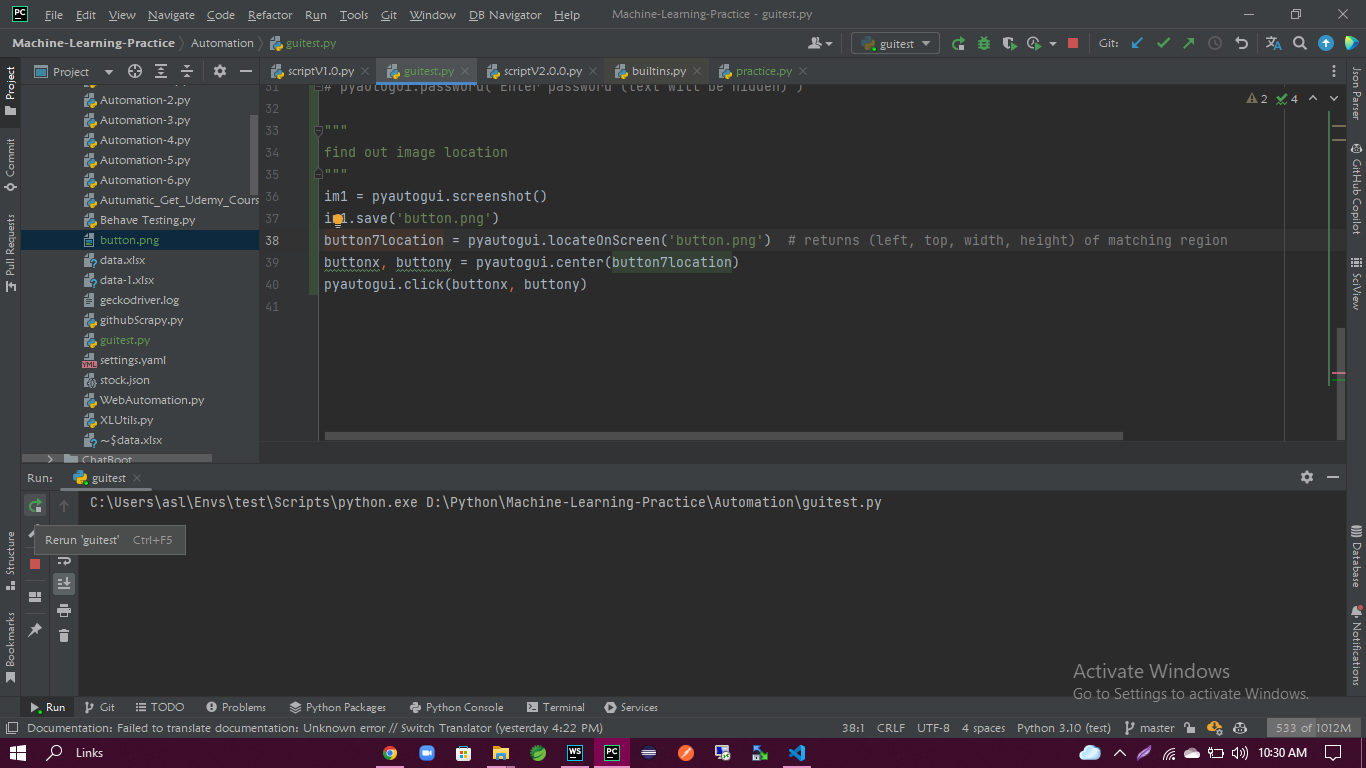 File Edit View Navigate Code Refactor Run Tools Git Window DB Navigator Help Machine-Learning-Practice - guitest.py
Machine-Learning-Practice Automation guitest.py guitest Git:
Project scriptV1.0.py guitest.py scriptV2.0.0.py builtins.py practice.py
Project
Commit
Pull Requests
Structure
Bookmarks
Automation-2.py
Automation-3.py
Automation-4.py
Automation-5.py
Automation-6.py
Autumatic_Get_Udemy_Cours
Behave Testing.py
button.png
data.xlsx
data-1.xlsx
geckodriver.log
githubScrapy.py
guitest.py
settings.yaml
stock.json
WebAutomation.py
XLUtils.py
~$data.xlsx
ChatBoot
2 4
31 # pyautogui.password('Enter password (text will be hidden)')
32
33 """
34 find out image location
35 """
36 im1 = pyautogui.screenshot()
37 im1.save('button.png')
38 button7location = pyautogui.locateOnScreen('button.png')  # returns (left, top, width, height) of matching region
39 buttonx, buttony = pyautogui.center(button7location)
40 pyautogui.click(buttonx, buttony)
41
Json Parser
GitHub Copilot
SciView
Database
Notifications
Run: guitest
C:\Users\asl\Envs\test\Scripts\python.exe D:\Python\Machine-Learning-Practice\Automation\guitest.py
Rerun 'guitest' Ctrl+F5
Activate Windows
Go to Settings to activate Windows.
Run Git TODO Problems Python Packages Python Console Terminal Services
Documentation: Failed to translate documentation: Unknown error // Switch Translator (yesterday 4:22 PM) 38:1 CRLF UTF-8 4 spaces Python 3.10 (test) master 533 of 1012M
Links 10:30 AM